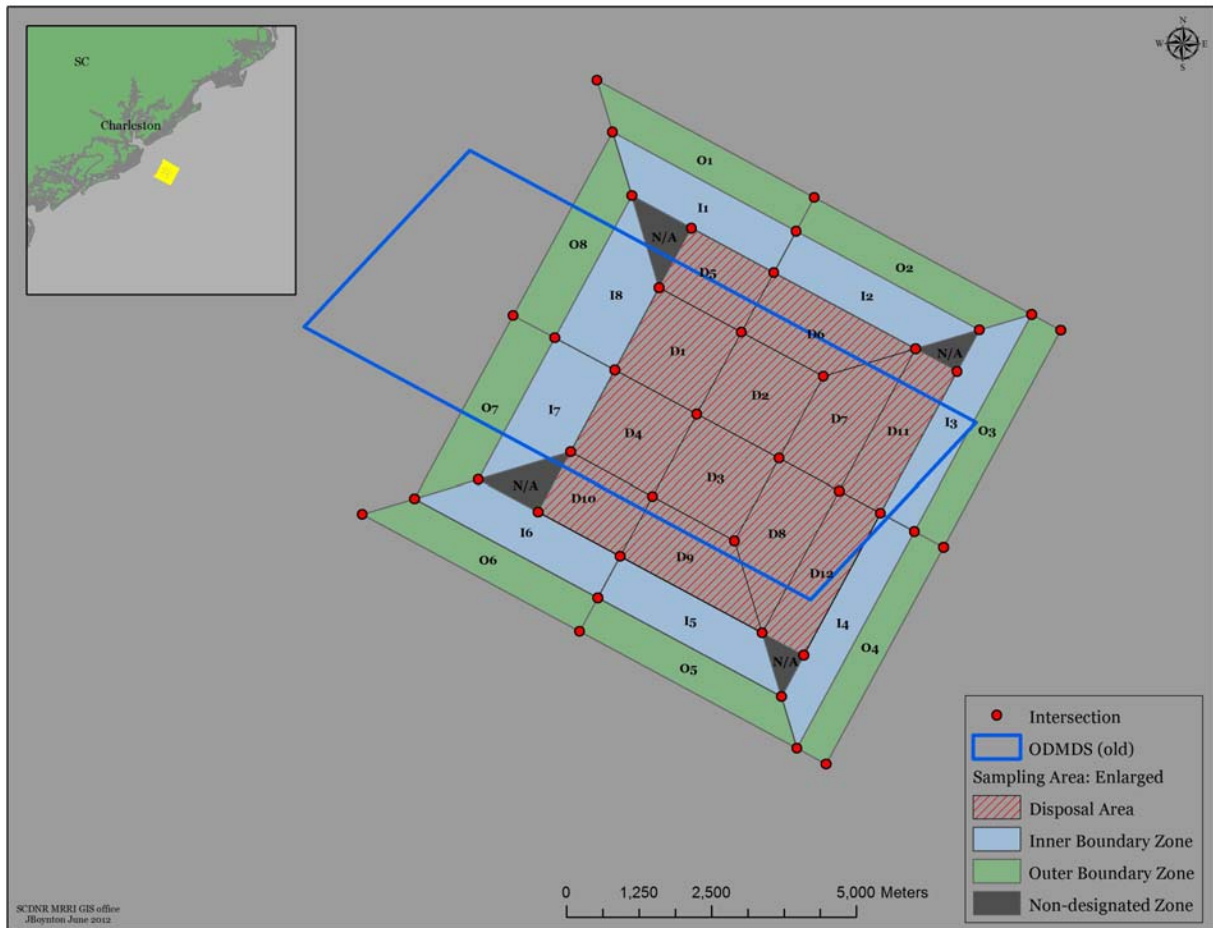 SC
Charleston
N
W E
S
O1
I1
O2
O8
N/A
D5
I2
I8
D6
N/A
D1
D2
I3
O3
O7
I7
D7
D11
D4
D3
N/A
D10
I6
D8
O6
D9
D12
I5
I4
O4
N/A
O5
Intersection
ODMDS (old)
Sampling Area: Enlarged
Disposal Area
Inner Boundary Zone
Outer Boundary Zone
Non-designated Zone
0 1,250 2,500 5,000 Meters
SCDNR MRRI GIS office
JBoynton June 2012